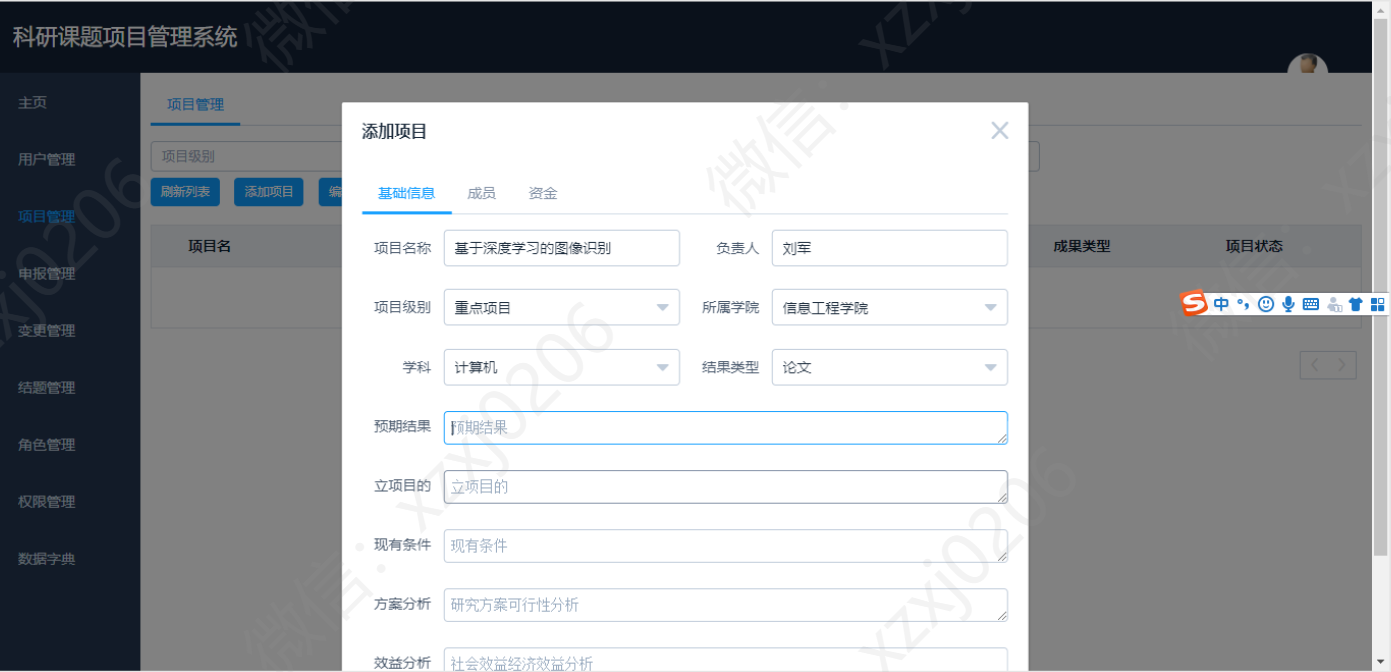 科研课题项目管理系统
主页
用户管理
项目管理
申报管理
变更管理
结题管理
角色管理
权限管理
数据字典
项目管理
项目级别
刷新列表 添加项目 编
项目名 成果类型 项目状态
添加项目
基础信息 成员 资金
项目名称 基于深度学习的图像识别 负责人 刘军
项目级别 重点项目 所属学院 信息工程学院
学科 计算机 结果类型 论文
预期结果 预期结果
立项目的 立项目的
现有条件 现有条件
方案分析 研究方案可行性分析
效益分析 社会效益经济效益分析
中
微信：xzxj0206